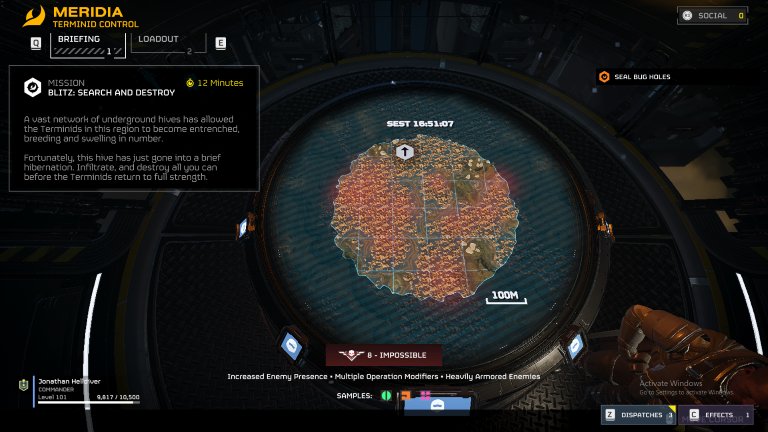 MERIDIA
TERMINID CONTROL
SOCIAL 0
Q BRIEFING 1 LOADOUT 2 E
SEAL BUG HOLES
MISSION 12 Minutes
BLITZ: SEARCH AND DESTROY
A vast network of underground hives has allowed
the Terminids in this region to become entrenched,
breeding and swelling in number.
Fortunately, this hive has just gone into a brief
hibernation. Infiltrate, and destroy all you can
before the Terminids return to full strength.
SEST 16:51:07
100M
8 - IMPOSSIBLE
Increased Enemy Presence • Multiple Operation Modifiers • Heavily Armored Enemies
SAMPLES:
Jonathan Helldiver
COMMANDER
Level 101 9,817 / 10,500
Activate Windows
Go to Settings to activate Windows.
Z DISPATCHES 3 C EFFECTS 1
CURSOR